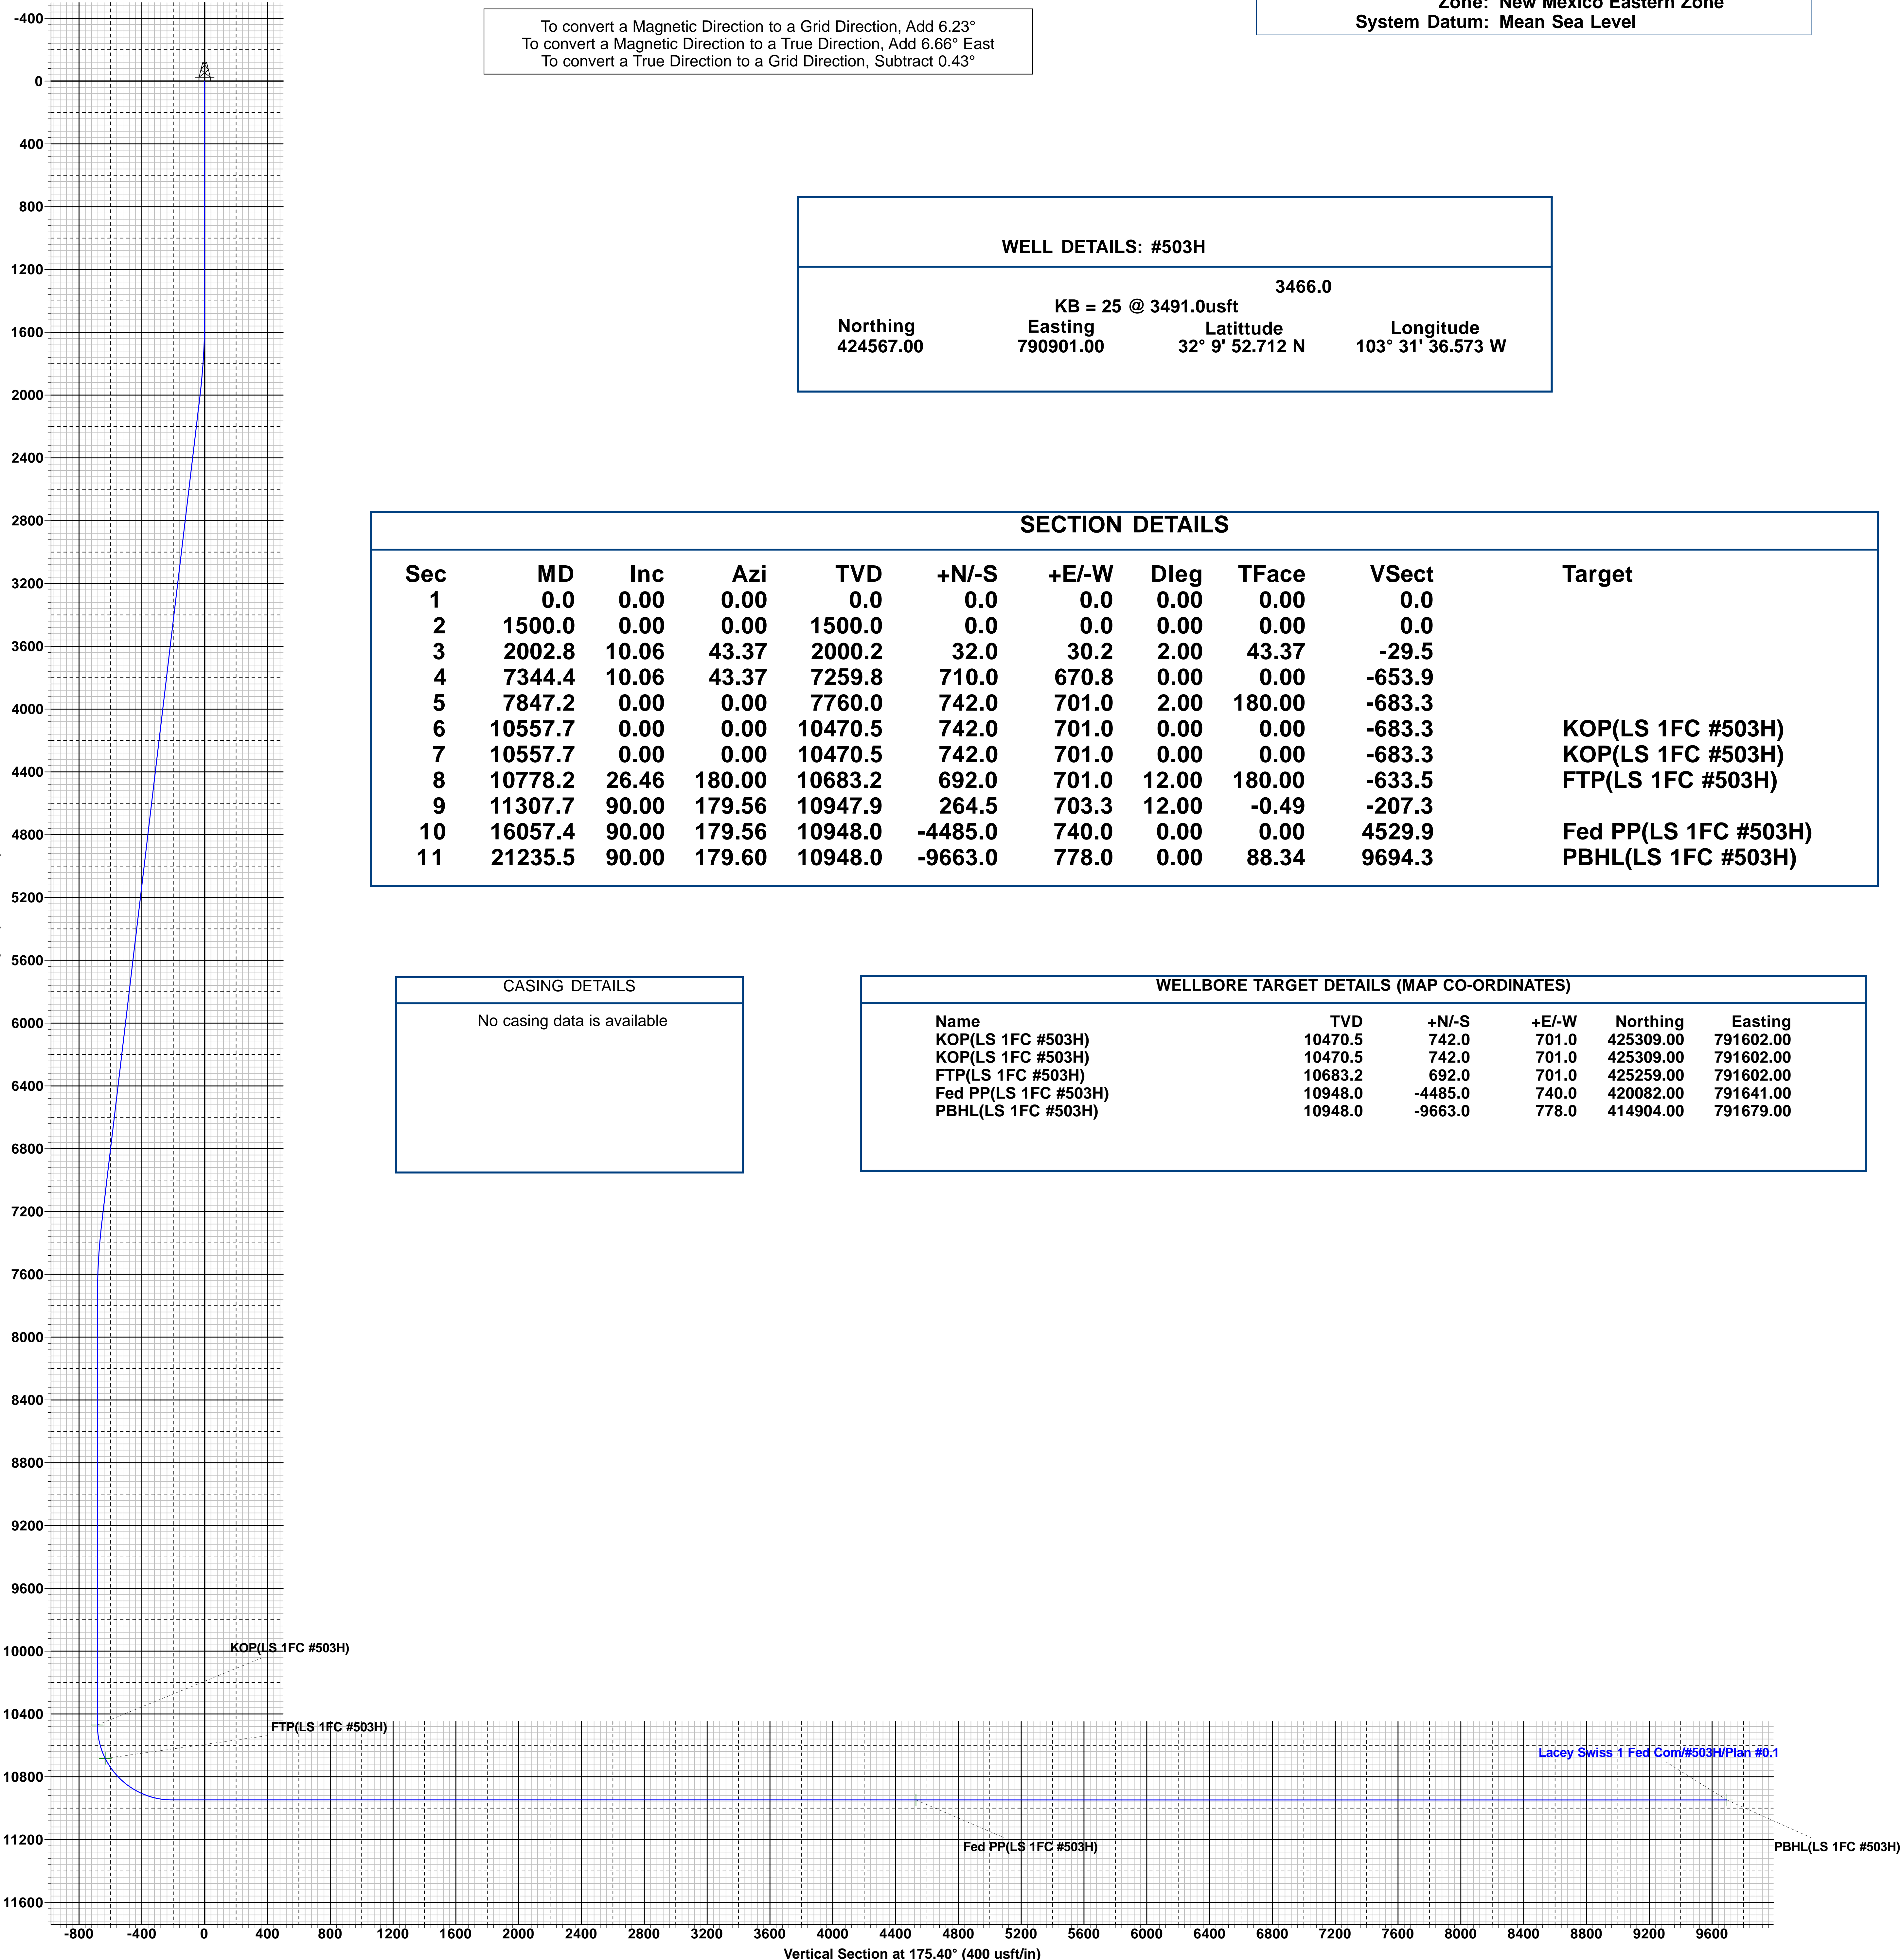 Zone: New Mexico Eastern Zone
System Datum: Mean Sea Level
To convert a Magnetic Direction to a Grid Direction, Add 6.23°
To convert a Magnetic Direction to a True Direction, Add 6.66° East
To convert a True Direction to a Grid Direction, Subtract 0.43°
WELL DETAILS: #503H
3466.0
KB = 25 @ 3491.0usft
Northing Easting Latittude Longitude
424567.00 790901.00 32° 9' 52.712 N 103° 31' 36.573 W
SECTION DETAILS
Sec MD Inc Azi TVD +N/-S +E/-W Dleg TFace VSect Target
1 0.0 0.00 0.00 0.0 0.0 0.0 0.00 0.00 0.0
2 1500.0 0.00 0.00 1500.0 0.0 0.0 0.00 0.00 0.0
3 2002.8 10.06 43.37 2000.2 32.0 30.2 2.00 43.37 -29.5
4 7344.4 10.06 43.37 7259.8 710.0 670.8 0.00 0.00 -653.9
5 7847.2 0.00 0.00 7760.0 742.0 701.0 2.00 180.00 -683.3
6 10557.7 0.00 0.00 10470.5 742.0 701.0 0.00 0.00 -683.3 KOP(LS 1FC #503H)
7 10557.7 0.00 0.00 10470.5 742.0 701.0 0.00 0.00 -683.3 KOP(LS 1FC #503H)
8 10778.2 26.46 180.00 10683.2 692.0 701.0 12.00 180.00 -633.5 FTP(LS 1FC #503H)
9 11307.7 90.00 179.56 10947.9 264.5 703.3 12.00 -0.49 -207.3
10 16057.4 90.00 179.56 10948.0 -4485.0 740.0 0.00 0.00 4529.9 Fed PP(LS 1FC #503H)
11 21235.5 90.00 179.60 10948.0 -9663.0 778.0 0.00 88.34 9694.3 PBHL(LS 1FC #503H)
CASING DETAILS
No casing data is available
WELLBORE TARGET DETAILS (MAP CO-ORDINATES)
Name TVD +N/-S +E/-W Northing Easting
KOP(LS 1FC #503H) 10470.5 742.0 701.0 425309.00 791602.00
KOP(LS 1FC #503H) 10470.5 742.0 701.0 425309.00 791602.00
FTP(LS 1FC #503H) 10683.2 692.0 701.0 425259.00 791602.00
Fed PP(LS 1FC #503H) 10948.0 -4485.0 740.0 420082.00 791641.00
PBHL(LS 1FC #503H) 10948.0 -9663.0 778.0 414904.00 791679.00
-400
0
400
800
1200
1600
2000
2400
2800
3200
3600
4000
4400
4800
5200
5600
6000
6400
6800
7200
7600
8000
8400
8800
9200
9600
10000
10400
10800
11200
11600
KOP(LS 1FC #503H)
FTP(LS 1FC #503H)
Lacey Swiss 1 Fed Com/#503H/Plan #0.1
Fed PP(LS 1FC #503H)
PBHL(LS 1FC #503H)
-800 -400 0 400 800 1200 1600 2000 2400 2800 3200 3600 4000 4400 4800 5200 5600 6000 6400 6800 7200 7600 8000 8400 8800 9200 9600
Vertical Section at 175.40° (400 usft/in)